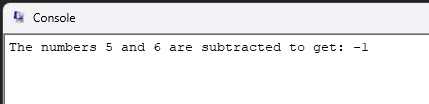 Console
The numbers 5 and 6 are subtracted to get: -1